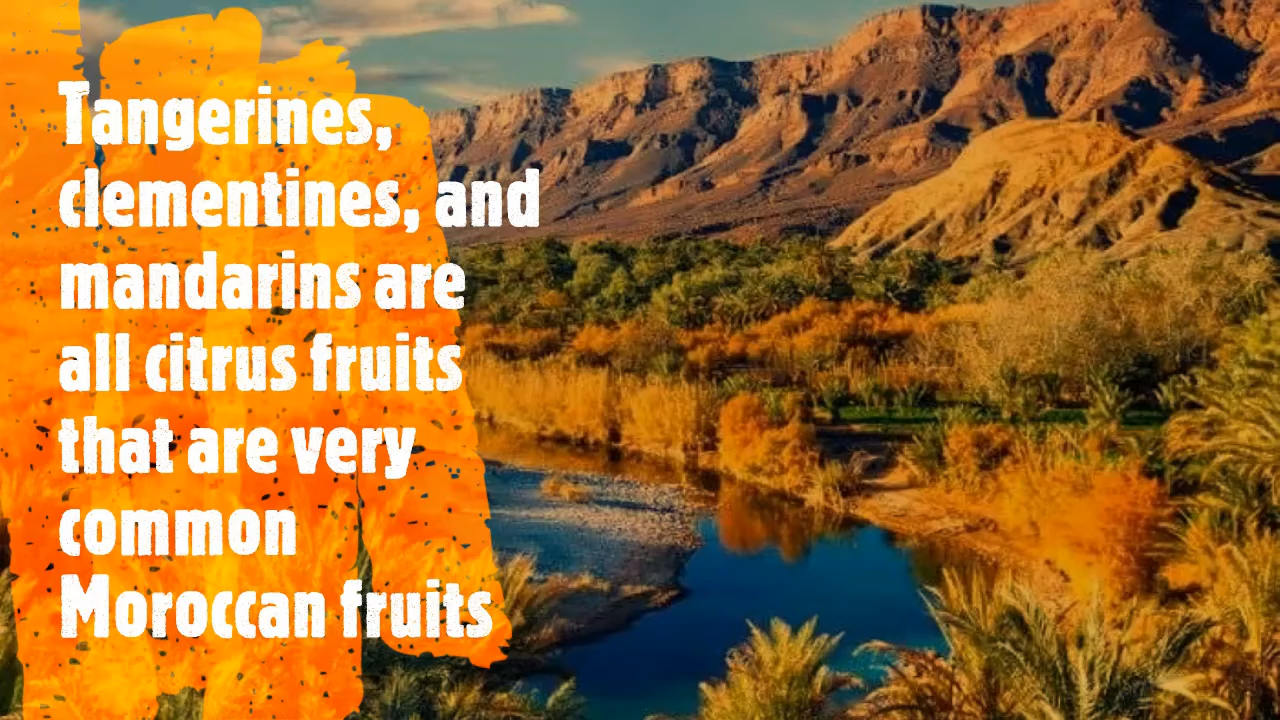 Tangerines,
clementines, and
mandarins are
all citrus fruits
that are very
common
Moroccan fruits